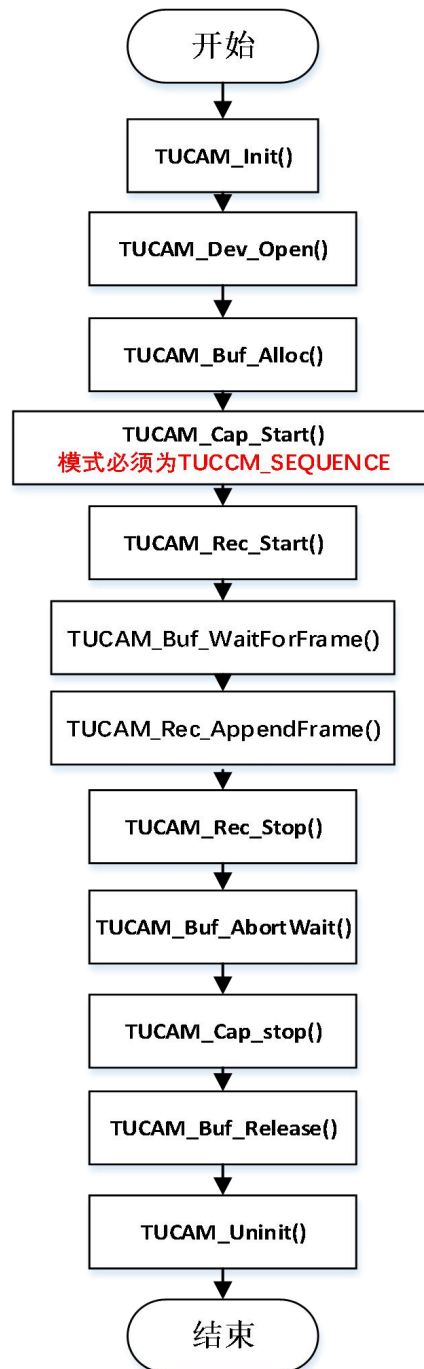 开始
TUCAM_Init()
TUCAM_Dev_Open()
TUCAM_Buf_Alloc()
TUCAM_Cap_Start()
模式必须为TUCCM_SEQUENCE
TUCAM_Rec_Start()
TUCAM_Buf_WaitForFrame()
TUCAM_Rec_AppendFrame()
TUCAM_Rec_Stop()
TUCAM_Buf_AbortWait()
TUCAM_Cap_stop()
TUCAM_Buf_Release()
TUCAM_Uninit()
结束